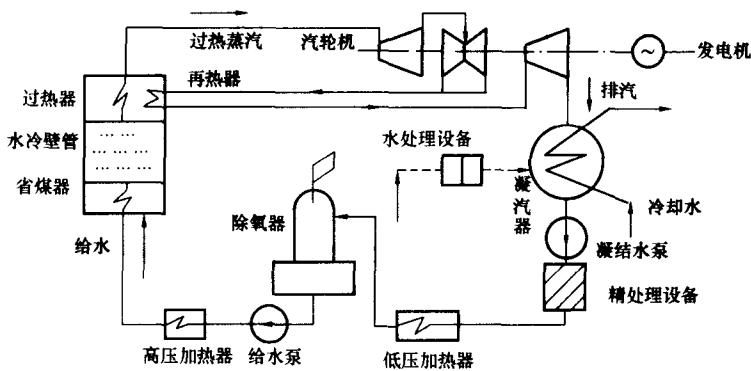 过热蒸汽
汽轮机
发电机
再热器
过热器
排汽
水冷壁管
水处理设备
省煤器
凝汽器
冷却水
给水
除氧器
凝结水泵
精处理设备
高压加热器
给水泵
低压加热器
~